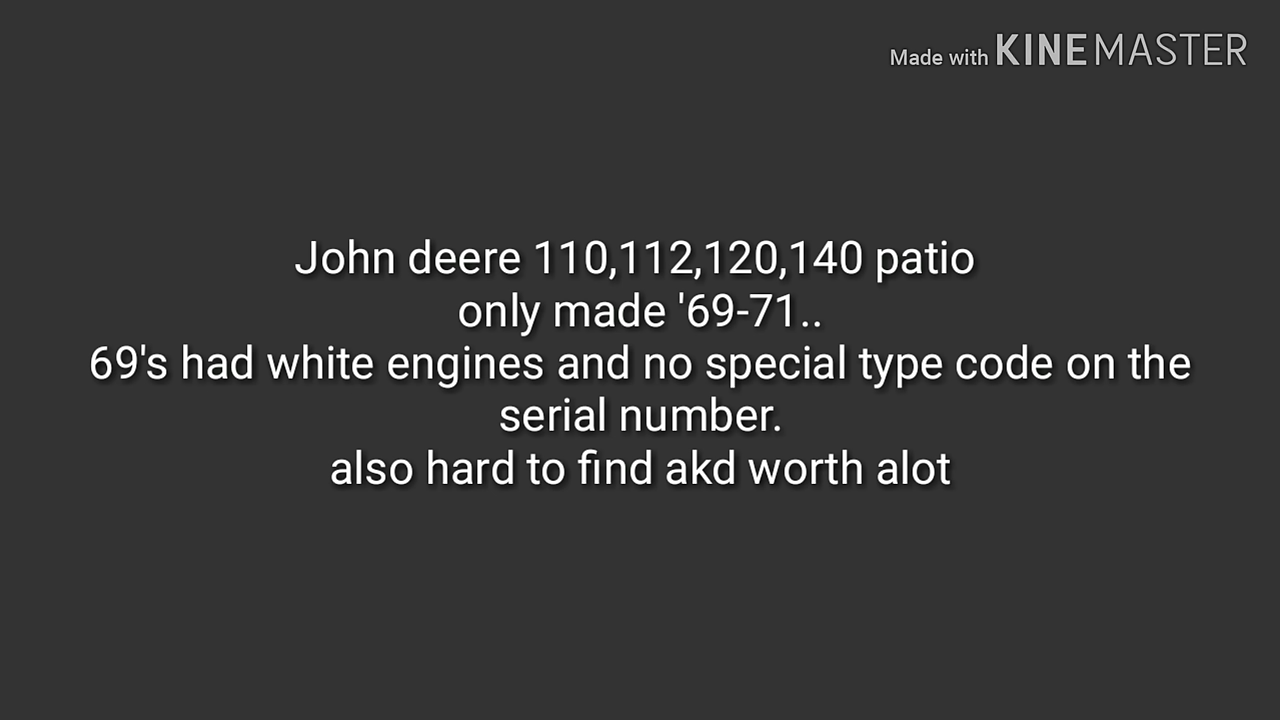 Made with KINEMASTER
John deere 110,112,120,140 patio
only made '69-71..
69's had white engines and no special type code on the
serial number.
also hard to find akd worth alot